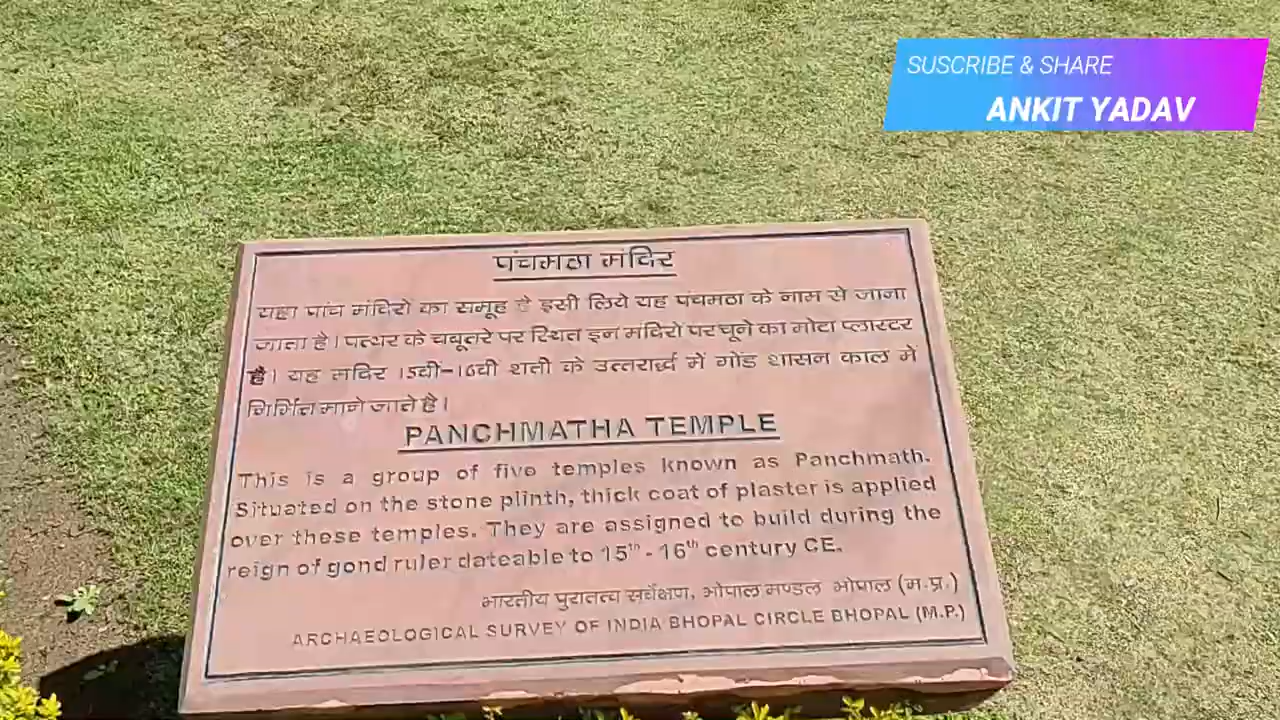 SUSCRIBE & SHARE
ANKIT YADAV
पंचमठा मंदिर
यहा पांच मंदिरो का समूह है इसी लिये यह पंचमठा के नाम से जाना
जाता है। पत्थर के चबूतरे पर स्थित इन मंदिरो पर चूने का मोटा प्लास्टर
है। यह मंदिर 15वी-16वी शती के उत्तरार्द्ध में गोंड शासन काल में
निर्मित माने जाते है।
PANCHMATHA TEMPLE
This is a group of five temples known as Panchmath.
Situated on the stone plinth, thick coat of plaster is applied
over these temples. They are assigned to build during the
reign of gond ruler dateable to 15th - 16th century CE.
भारतीय पुरातत्व सर्वेक्षण, भोपाल मण्डल भोपाल (म.प्र.)
ARCHAEOLOGICAL SURVEY OF INDIA BHOPAL CIRCLE BHOPAL (M.P.)